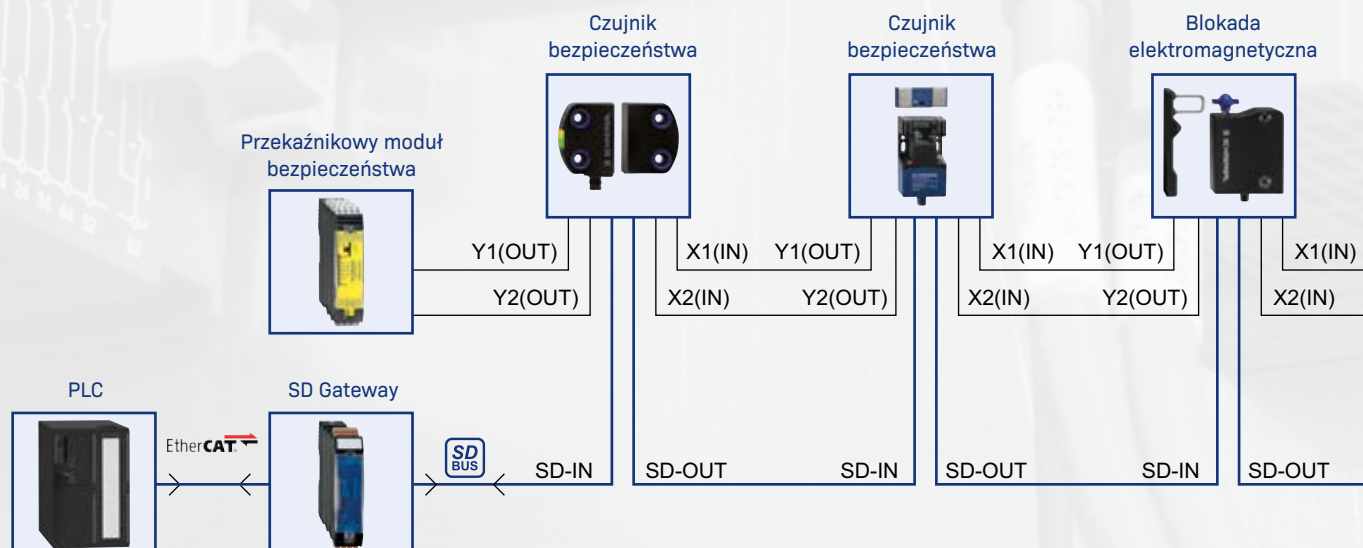 Czujnik
bezpieczeństwa
Czujnik
bezpieczeństwa
Blokada
elektromagnetyczna
Przekaźnikowy moduł
bezpieczeństwa
Y1(OUT)
X1(IN)
Y1(OUT)
X1(IN)
Y1(OUT)
X1(IN)
Y2(OUT)
X2(IN)
Y2(OUT)
X2(IN)
Y2(OUT)
X2(IN)
PLC
SD Gateway
EtherCAT
SD
BUS
SD-IN
SD-OUT
SD-IN
SD-OUT
SD-IN
SD-OUT